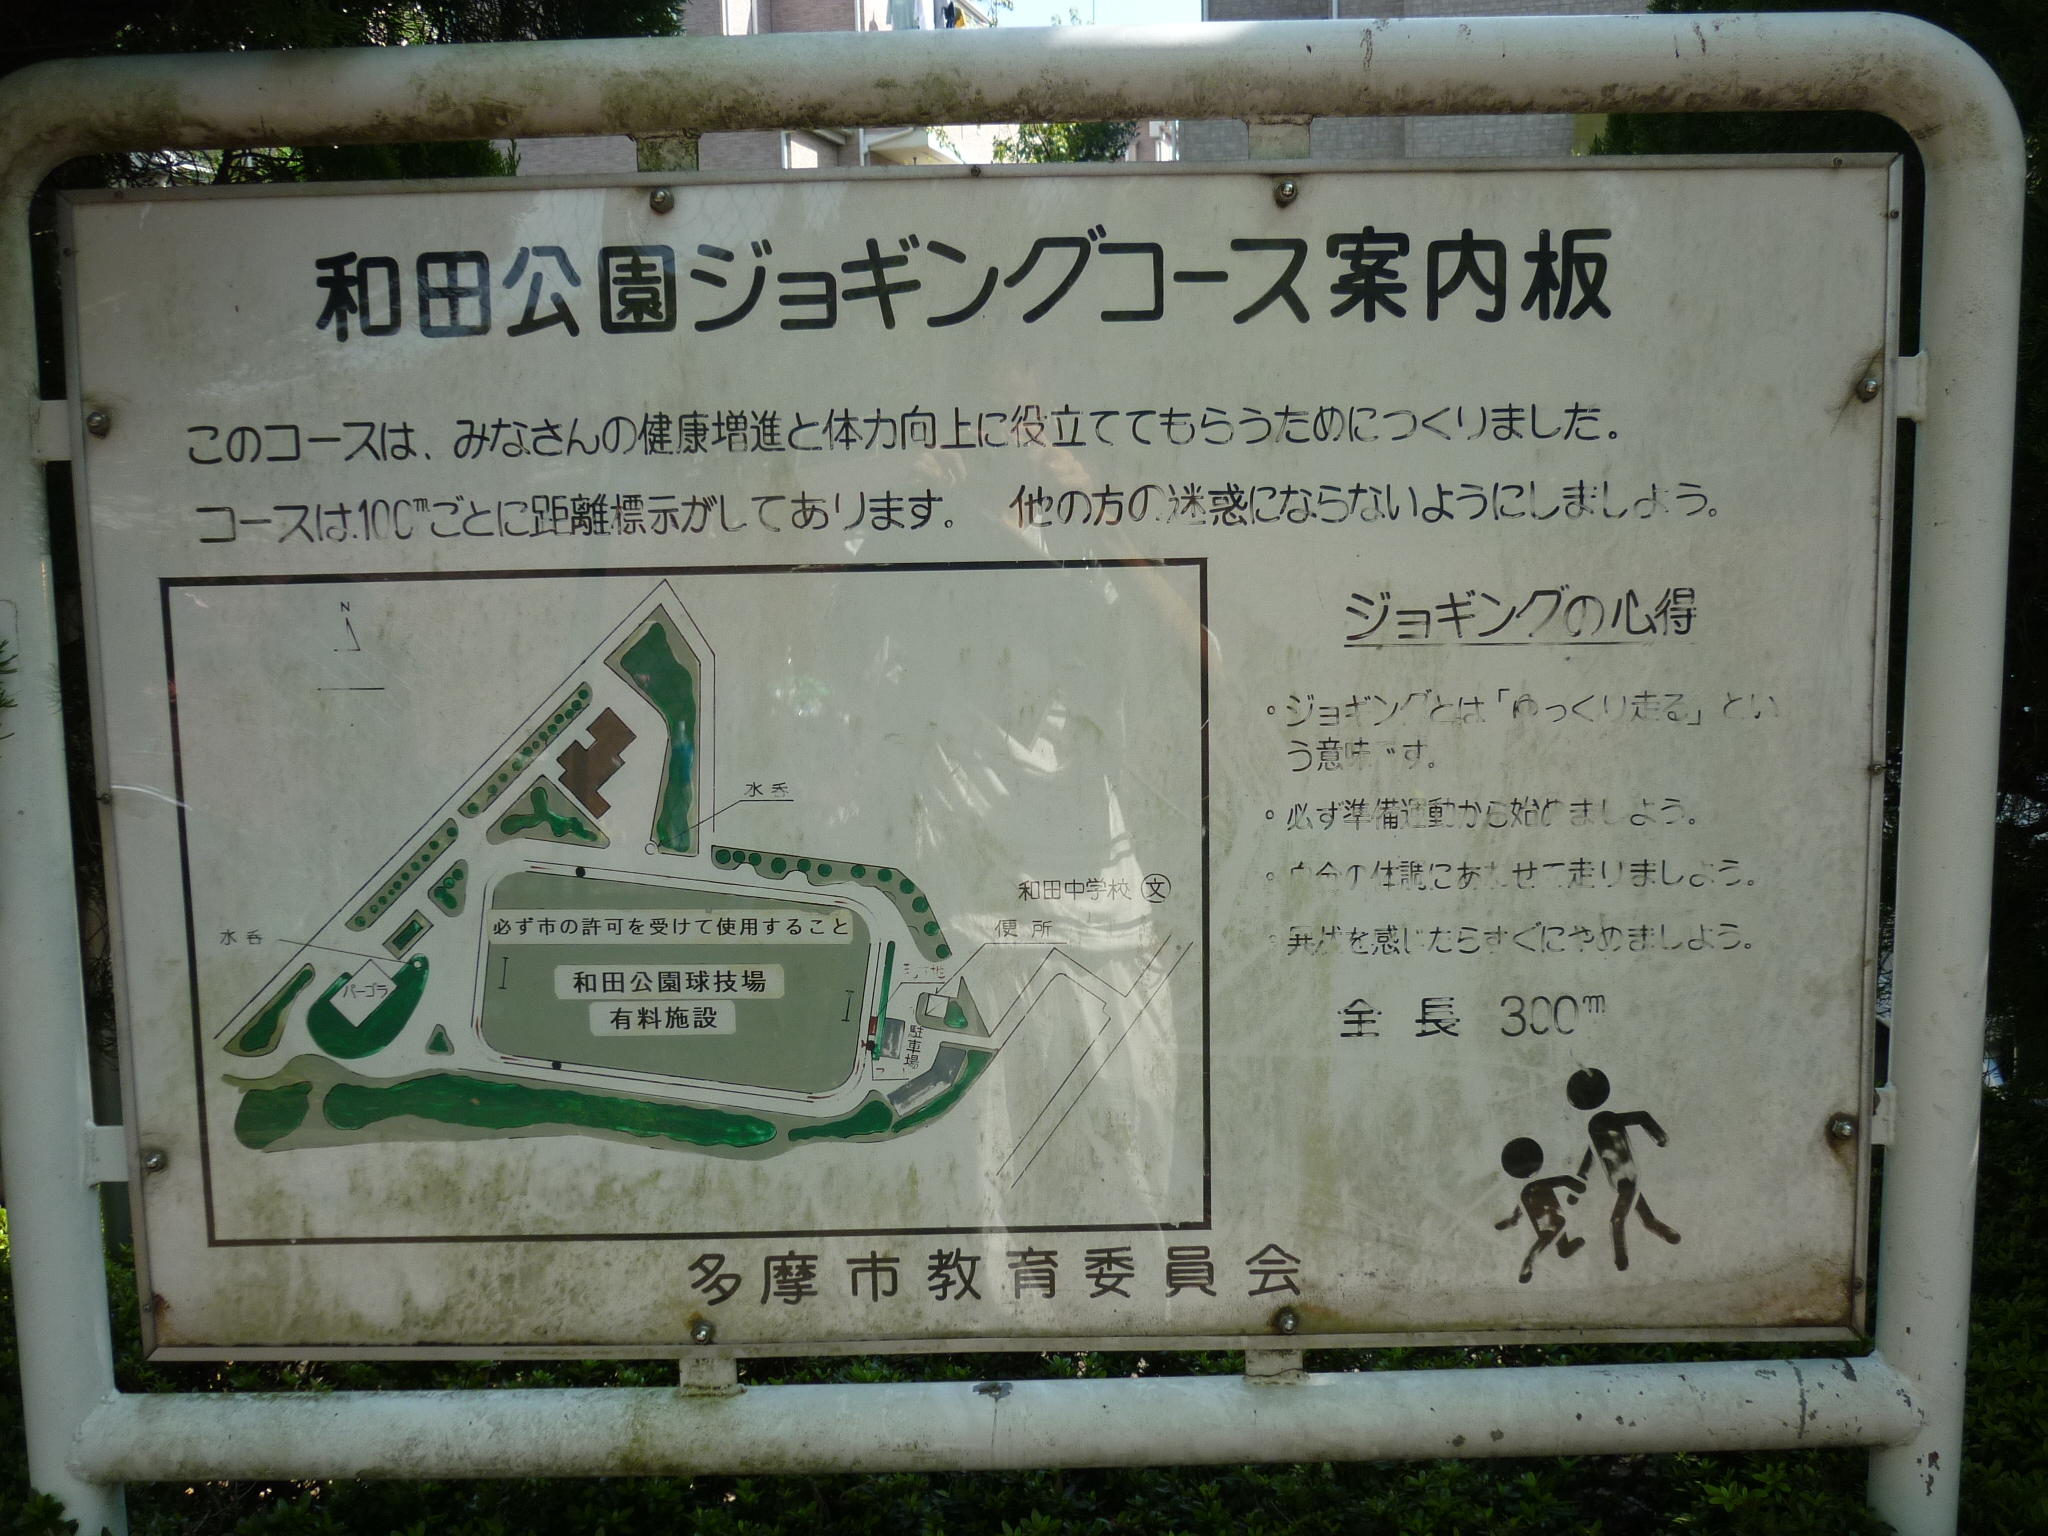 和田公園ジョギングコース案内板
このコースは、みなさんの健康増進と体力向上に役立ててもらうためにつくりました。
コースは100mごとに距離標示がしてあります。 他の方の迷惑にならないようにしましょう。
N
水呑
水呑
パーゴラ
必ず市の許可を受けて使用すること
和田公園球技場
有料施設
和田中学校 文
便所
駐車場
ジョギングの心得
・ジョギングとは「ゆっくり走る」とい
う意味です。
・必ず準備運動から始めましょう。
・自分の体調にあわせて走りましょう。
・異状を感じたらすぐにやめましょう。
全長 300m
多摩市教育委員会